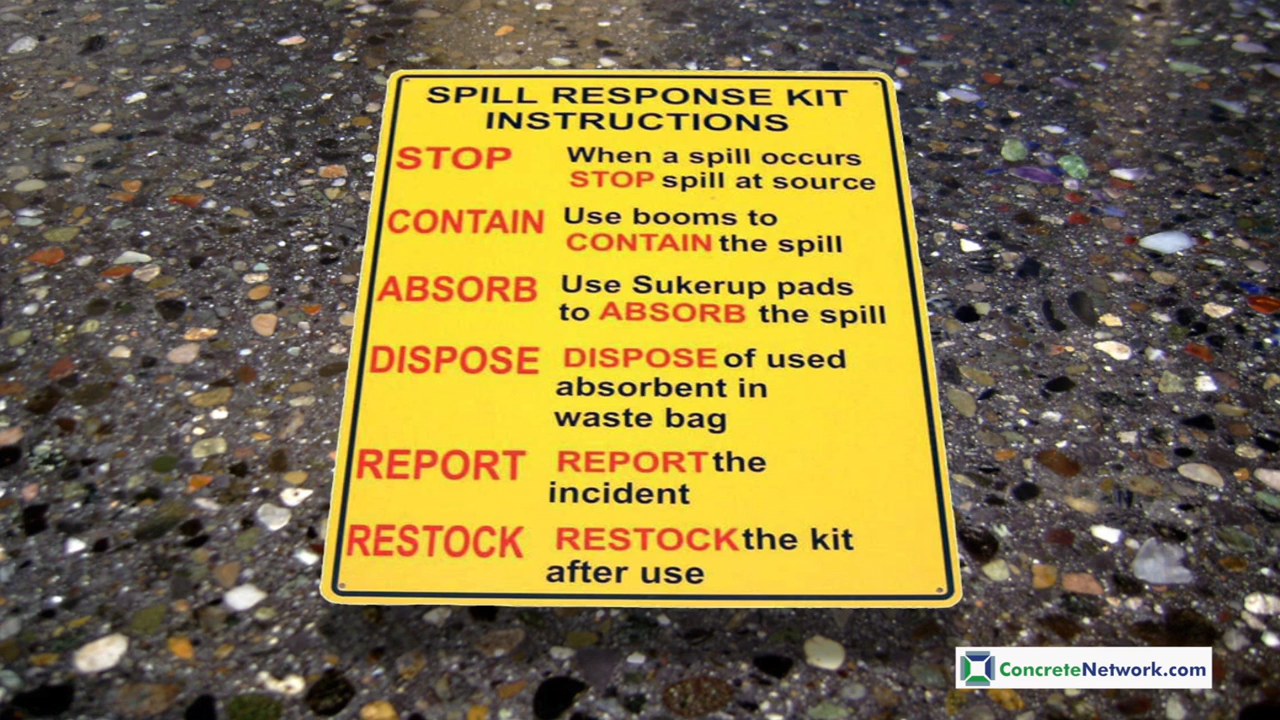 SPILL RESPONSE KIT
INSTRUCTIONS
STOP When a spill occurs
STOP spill at source
CONTAIN Use booms to
CONTAIN the spill
ABSORB Use Sukerup pads
to ABSORB the spill
DISPOSE DISPOSE of used
absorbent in
waste bag
REPORT REPORT the
incident
RESTOCK RESTOCK the kit
after use
ConcreteNetwork.com